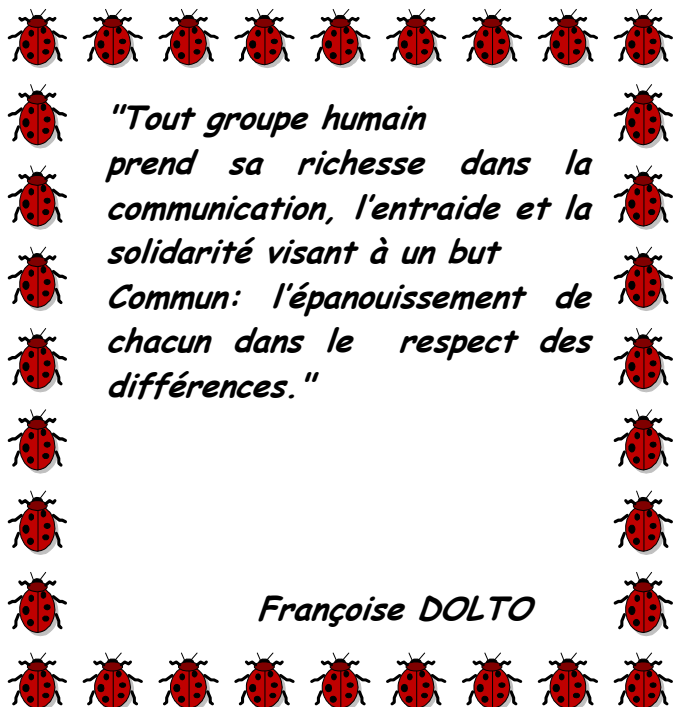 "Tout groupe humain
prend sa richesse dans la
communication, l'entraide et la
solidarité visant à un but
Commun: l'épanouissement de
chacun dans le respect des
différences."
Françoise DOLTO